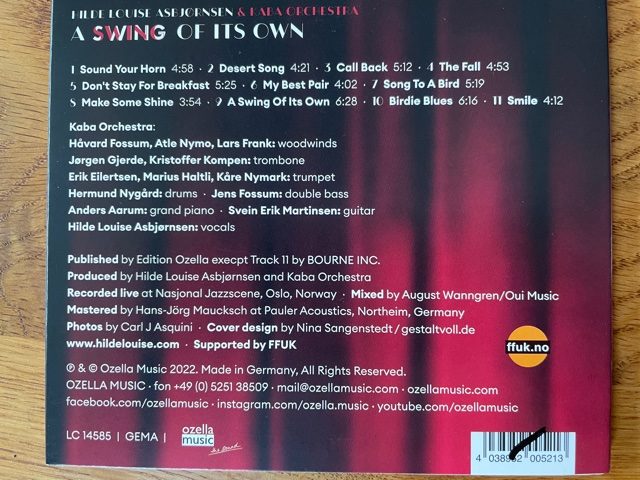 HILDE LOUISE ASBJØRNSEN & KABA ORCHESTRA
A SWING OF ITS OWN
1 Sound Your Horn 4:58 · 2 Desert Song 4:21 · 3 Call Back 5:12 · 4 The Fall 4:53
5 Don't Stay For Breakfast 5:25 · 6 My Best Pair 4:02 · 7 Song To A Bird 5:19
8 Make Some Shine 3:54 · 9 A Swing Of Its Own 6:28 · 10 Birdie Blues 6:16 · 11 Smile 4:12
Kaba Orchestra:
Håvard Fossum, Atle Nymo, Lars Frank: woodwinds
Jørgen Gjerde, Kristoffer Kompen: trombone
Erik Eilertsen, Marius Haltli, Kåre Nymark: trumpet
Hermund Nygård: drums · Jens Fossum: double bass
Anders Aarum: grand piano · Svein Erik Martinsen: guitar
Hilde Louise Asbjørnsen: vocals
Published by Edition Ozella execpt Track 11 by BOURNE INC.
Produced by Hilde Louise Asbjørnsen and Kaba Orchestra
Recorded live at Nasjonal Jazzscene, Oslo, Norway · Mixed by August Wanngren/Oui Music
Mastered by Hans-Jörg Maucksch at Pauler Acoustics, Northeim, Germany
Photos by Carl J Asquini · Cover design by Nina Sangenstedt / gestaltvoll.de
www.hildelouise.com · Supported by FFUK
ffuk.no
℗ & © Ozella Music 2022. Made in Germany, All Rights Reserved.
OZELLA MUSIC · fon +49 (0) 5251 38509 · mail@ozellamusic.com · ozellamusic.com
facebook.com/ozellamusic · instagram.com/ozella.music · youtube.com/ozellamusic
LC 14585 | GEMA |
ozella
music
4 038952 005213